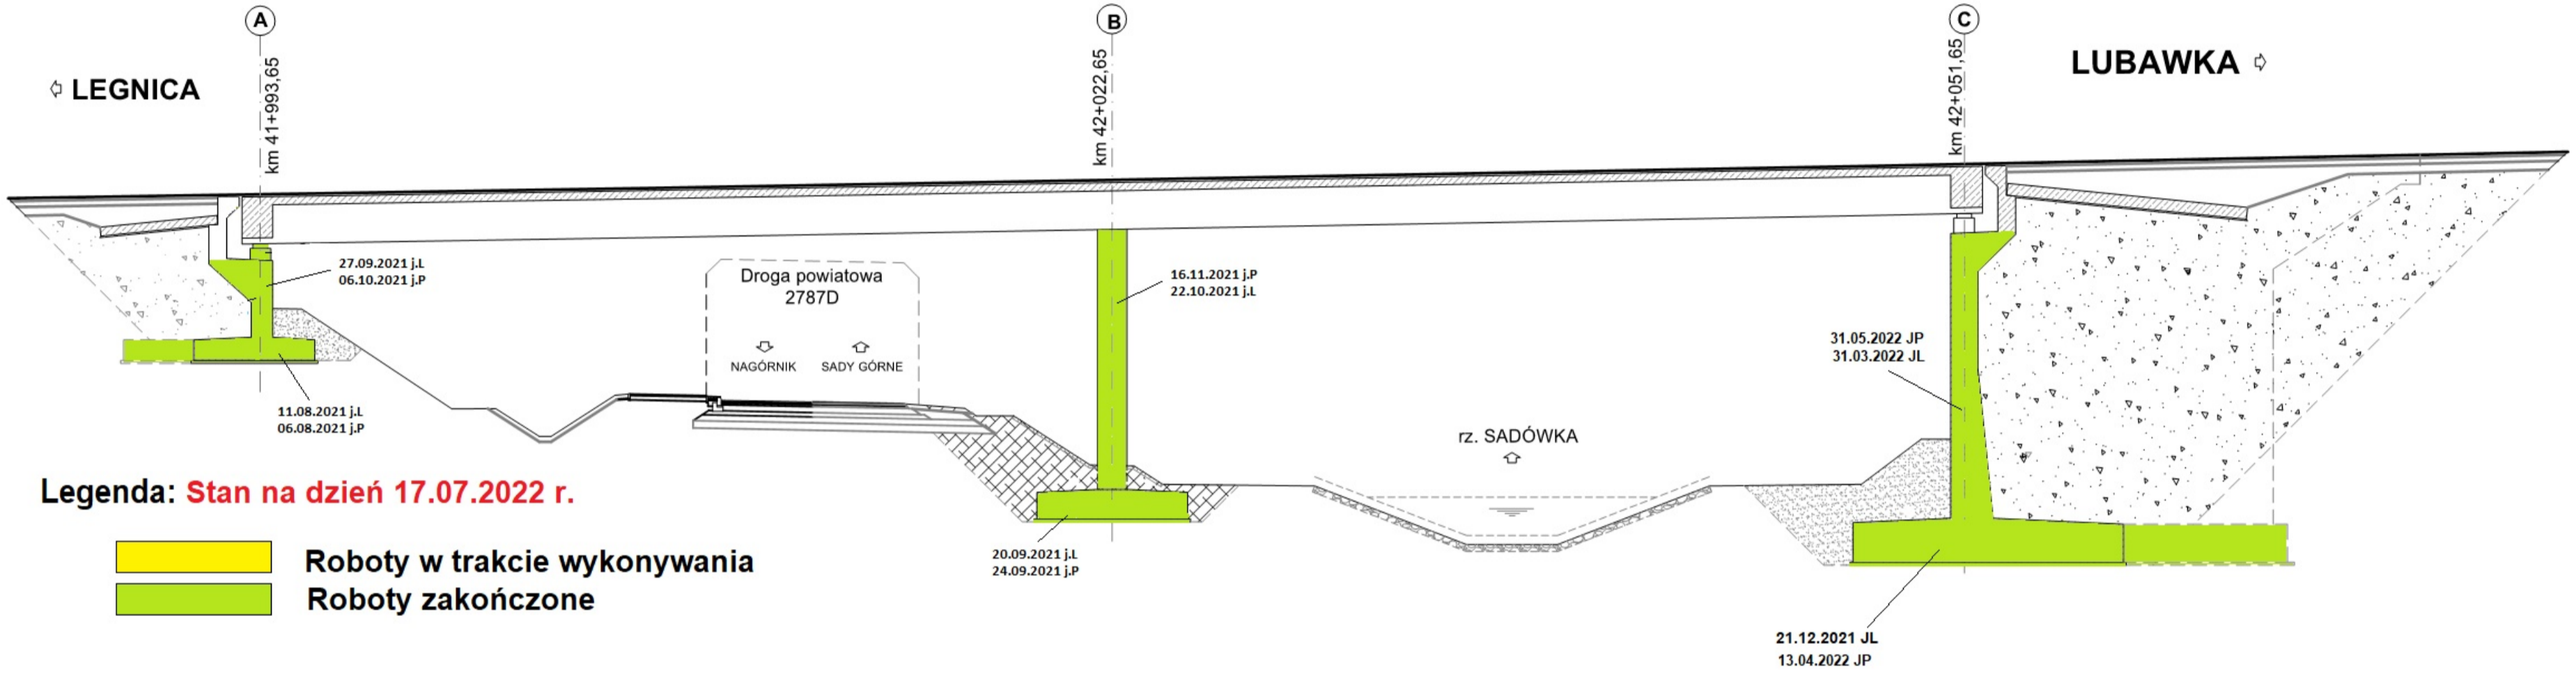 A
B
C
km 41+993,65
km 42+022,65
km 42+051,65
⇦ LEGNICA
LUBAWKA ⇨
27.09.2021 j.L
06.10.2021 j.P
Droga powiatowa
2787D
NAGÓRNIK
SADY GÓRNE
16.11.2021 j.P
22.10.2021 j.L
31.05.2022 JP
31.03.2022 JL
11.08.2021 j.L
06.08.2021 j.P
rz. SADÓWKA
Legenda: Stan na dzień 17.07.2022 r.
Roboty w trakcie wykonywania
Roboty zakończone
20.09.2021 j.L
24.09.2021 j.P
21.12.2021 JL
13.04.2022 JP